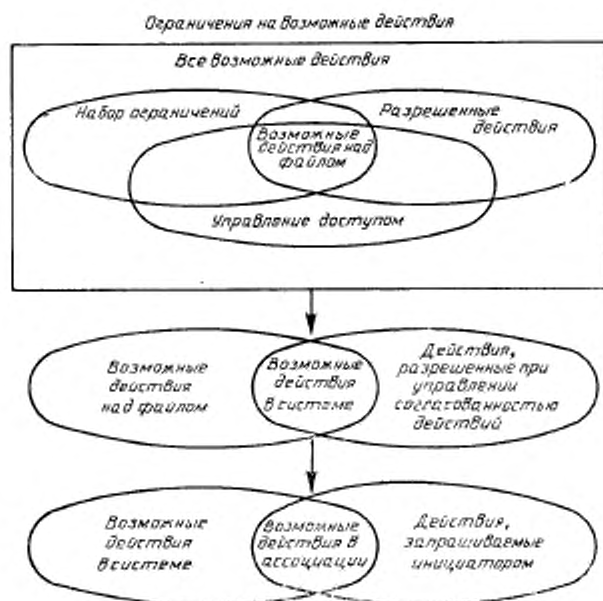 Ограничения на возможные действия
Все возможные действия
Набор ограничений
Разрешенные
действия
Возможные
действия над
файлом
Управление доступом
Возможные
действия
над файлом
Возможные
действия
в системе
Действия,
разрешенные при
управлении
согласованностью
действий
Возможные
действия
в системе
Возможные
действия в
ассоциации
Действия,
запрашиваемые
инициатором